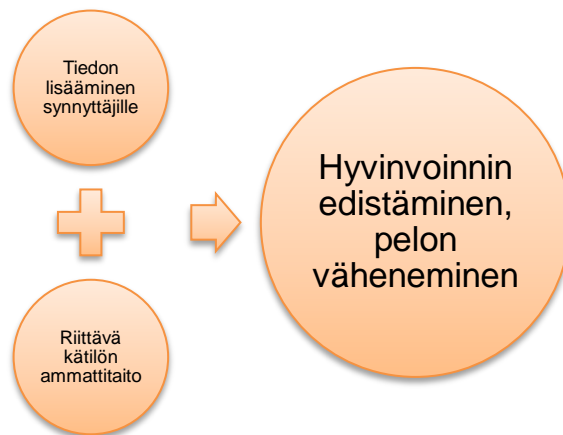 Tiedon
lisääminen
synnyttäjille
Riittävä
kätilön
ammattitaito
Hyvinvoinnin
edistäminen,
pelon
väheneminen